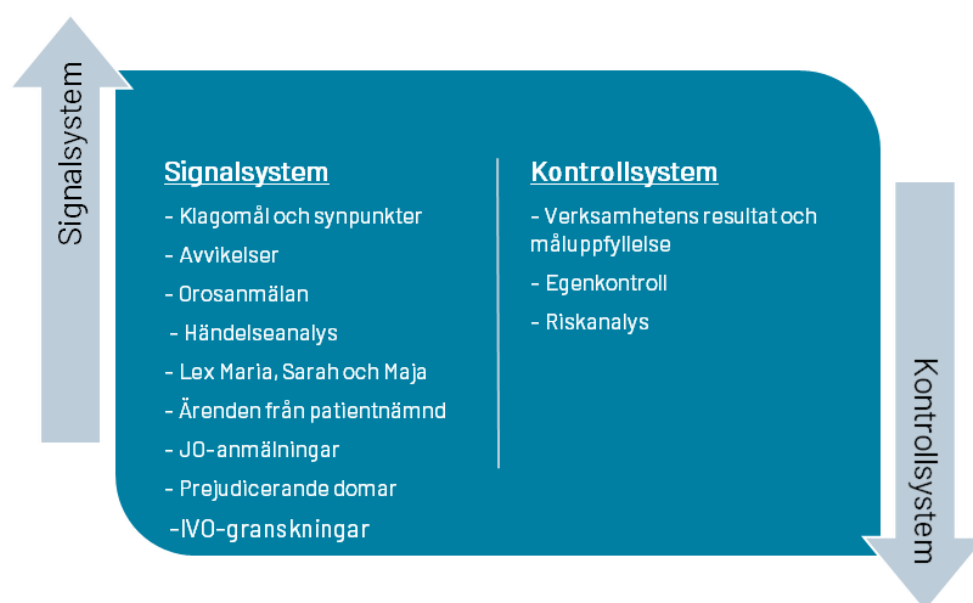 Signalsystem
Signalsystem
- Klagomål och synpunkter
- Avvikelser
- Orosanmälan
- Händelseanalys
- Lex Maria, Sarah och Maja
- Ärenden från patientnämnd
- JO-anmälningar
- Prejudicerande domar
-IVO-granskningar
Kontrollsystem
- Verksamhetens resultat och
måluppfyllelse
- Egenkontroll
- Riskanalys
Kontrollsystem